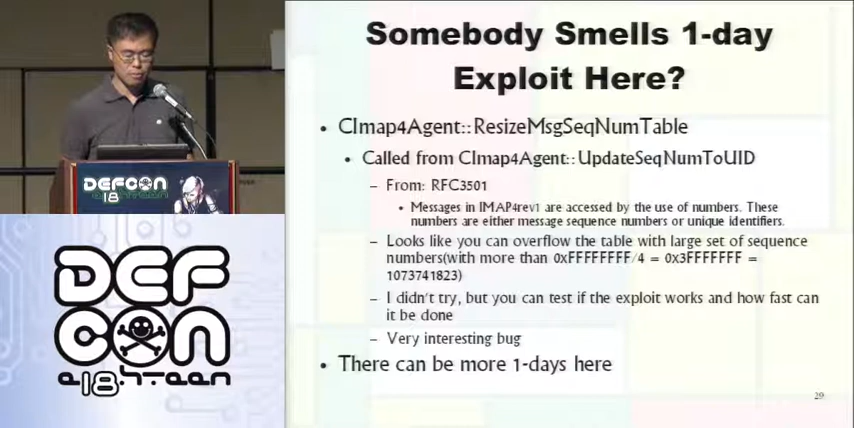 Somebody Smells 1-day
Exploit Here?
• CImap4Agent::ResizeMsgSeqNumTable
• Called from CImap4Agent::UpdateSeqNumToUID
– From: RFC3501
• Messages in IMAP4rev1 are accessed by the use of numbers. These
numbers are either message sequence numbers or unique identifiers.
– Looks like you can overflow the table with large set of sequence
numbers(with more than 0xFFFFFFFF/4 = 0x3FFFFFFF =
1073741823)
– I didn't try, but you can test if the exploit works and how fast can
it be done
– Very interesting bug
• There can be more 1-days here
29
DEFCON
18
DEF
CON
e18h-teen